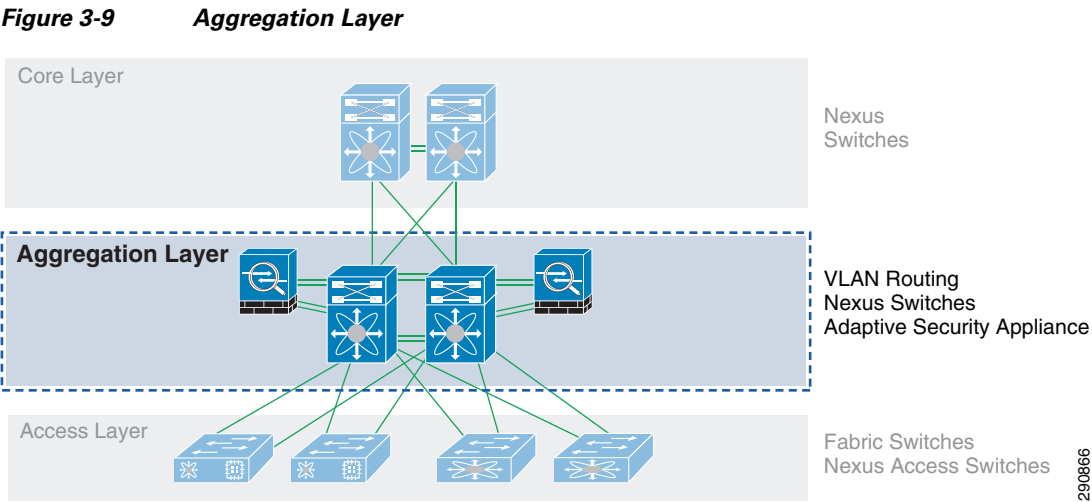 Figure 3-9 Aggregation Layer
Core Layer
Nexus
Switches
Aggregation Layer
VLAN Routing
Nexus Switches
Adaptive Security Appliance
Access Layer
Fabric Switches
Nexus Access Switches
290866